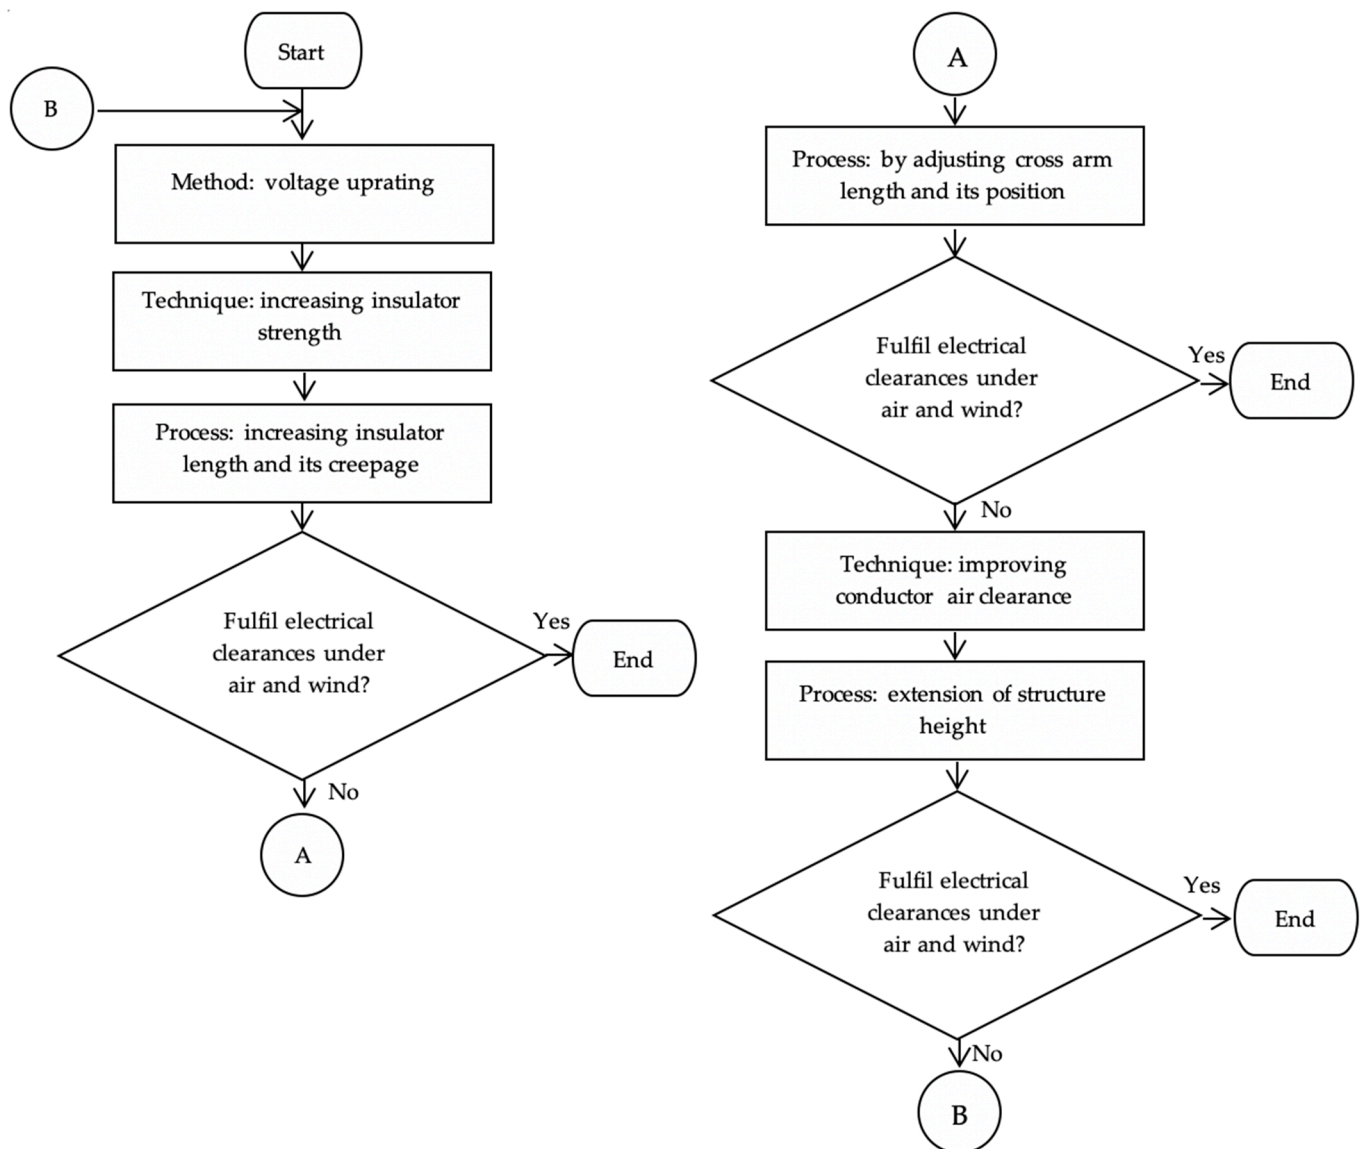 Start
B
Method: voltage uprating
Technique: increasing insulator
strength
Process: increasing insulator
length and its creepage
Fulfil electrical
clearances under
air and wind?
Yes
End
No
A
A
Process: by adjusting cross arm
length and its position
Fulfil electrical
clearances under
air and wind?
Yes
End
No
Technique: improving
conductor air clearance
Process: extension of structure
height
Fulfil electrical
clearances under
air and wind?
Yes
End
No
B